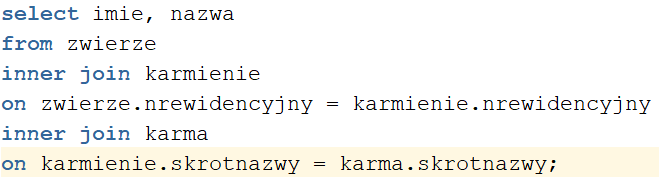 select imie, nazwa
from zwierze
inner join karmienie
on zwierze.nrewidencyjny = karmienie.nrewidencyjny
inner join karma
on karmienie.skrotnazwy = karma.skrotnazwy;